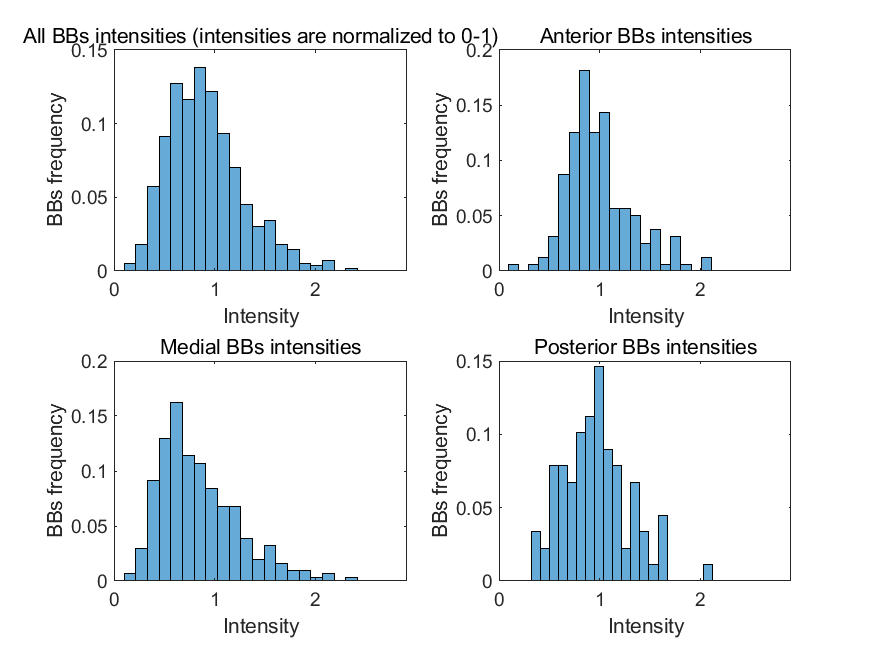 All BBs intensities (intensities are normalized to 0-1)
0.15
0.1
0.05
0
BBs frequency
0 1 2
Intensity
Anterior BBs intensities
0.2
0.15
0.1
0.05
0
BBs frequency
0 1 2
Intensity
Medial BBs intensities
0.2
0.15
0.1
0.05
0
BBs frequency
0 1 2
Intensity
Posterior BBs intensities
0.15
0.1
0.05
0
BBs frequency
0 1 2
Intensity